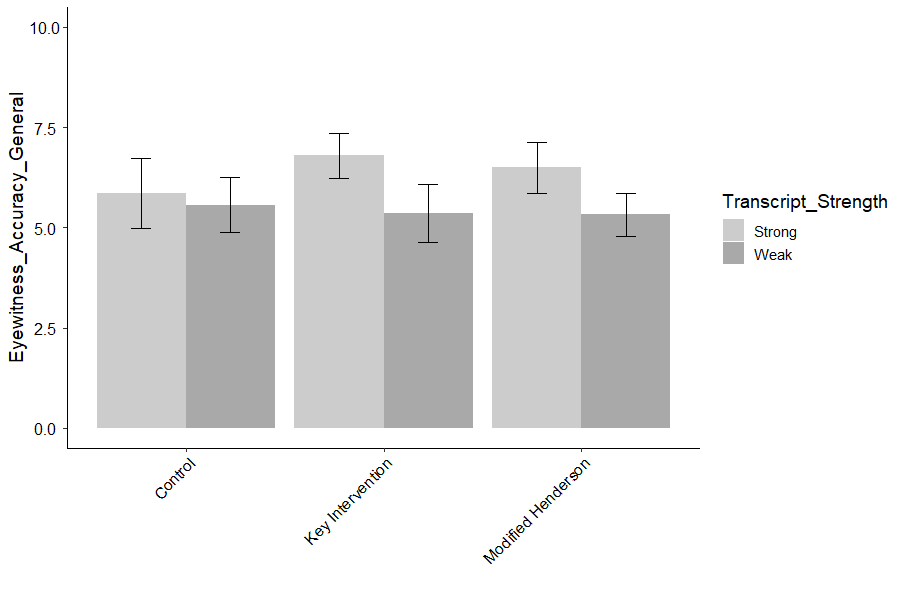 Eyewitness_Accuracy_General
10.0
7.5
5.0
2.5
0.0
Control
Key Intervention
Modified Henderson
Transcript_Strength
Strong
Weak